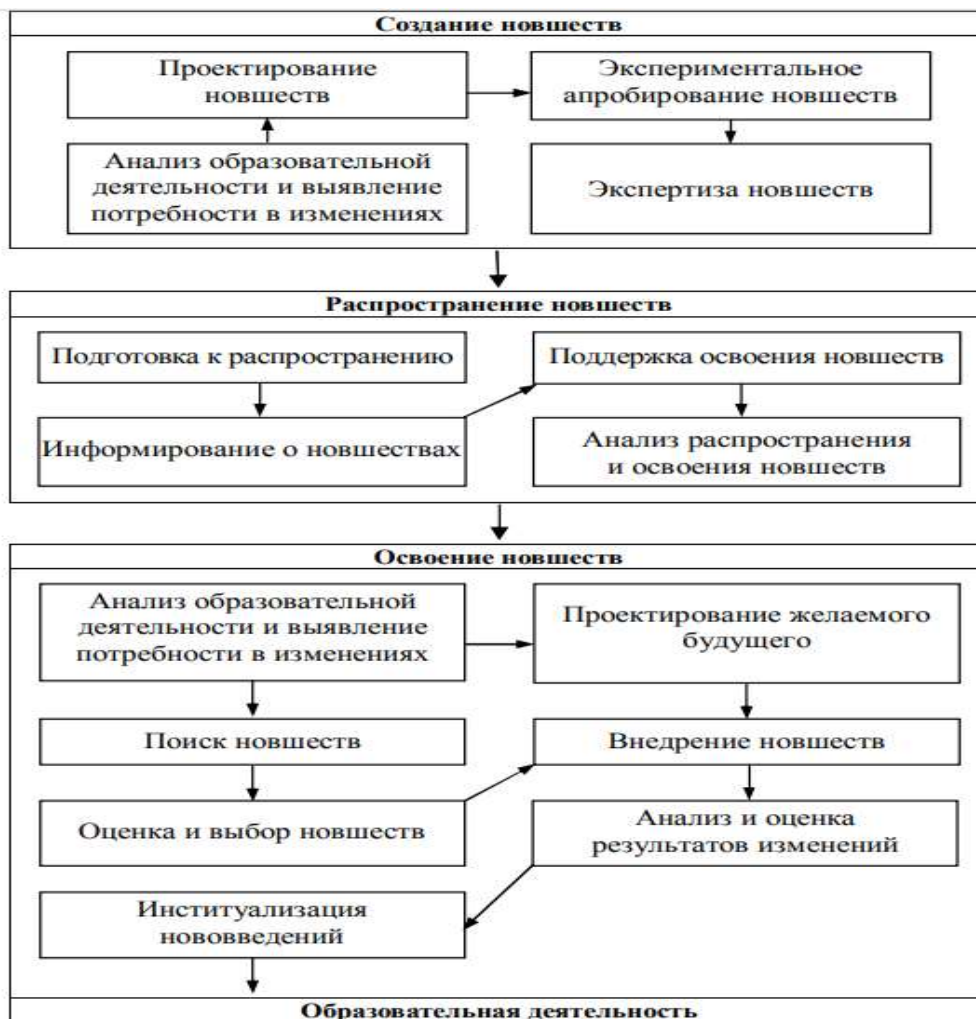 Создание новшеств
Проектирование
новшеств
Экспериментальное
апробирование новшеств
Анализ образовательной
деятельности и выявление
потребности в изменениях
Экспертиза новшеств
Распространение новшеств
Подготовка к распространению
Поддержка освоения новшеств
Информирование о новшествах
Анализ распространения
и освоения новшеств
Освоение новшеств
Анализ образовательной
деятельности и выявление
потребности в изменениях
Проектирование желаемого
будущего
Поиск новшеств
Внедрение новшеств
Оценка и выбор новшеств
Анализ и оценка
результатов изменений
Институализация
нововведений
Образовательная деятельность